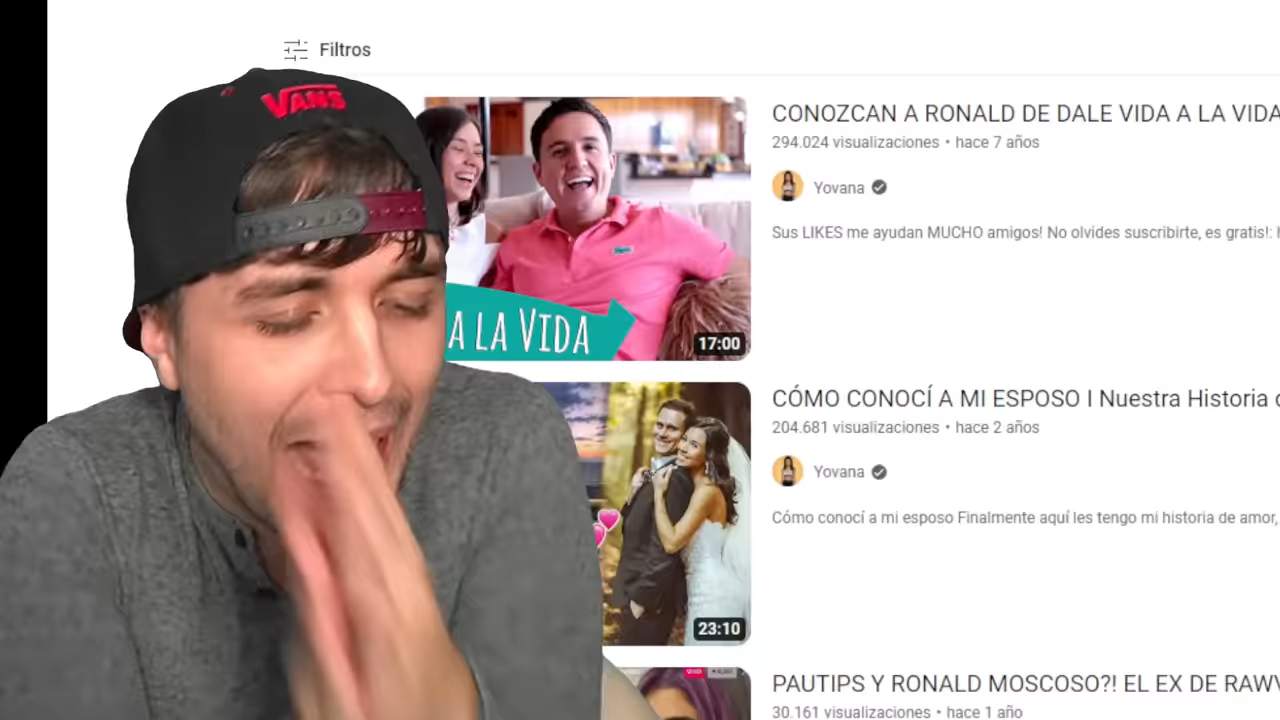 Filtros
VANS
A LA VIDA
17:00
CONOZCAN A RONALD DE DALE VIDA A LA VIDA
294.024 visualizaciones • hace 7 años
Yovana
Sus LIKES me ayudan MUCHO amigos! No olvides suscribirte, es gratis!:
23:10
CÓMO CONOCÍ A MI ESPOSO I Nuestra Historia
204.681 visualizaciones • hace 2 años
Yovana
Cómo conocí a mi esposo Finalmente aquí les tengo mi historia de amor,
PAUTIPS Y RONALD MOSCOSO?! EL EX DE RAWV
30.161 visualizaciones • hace 1 año